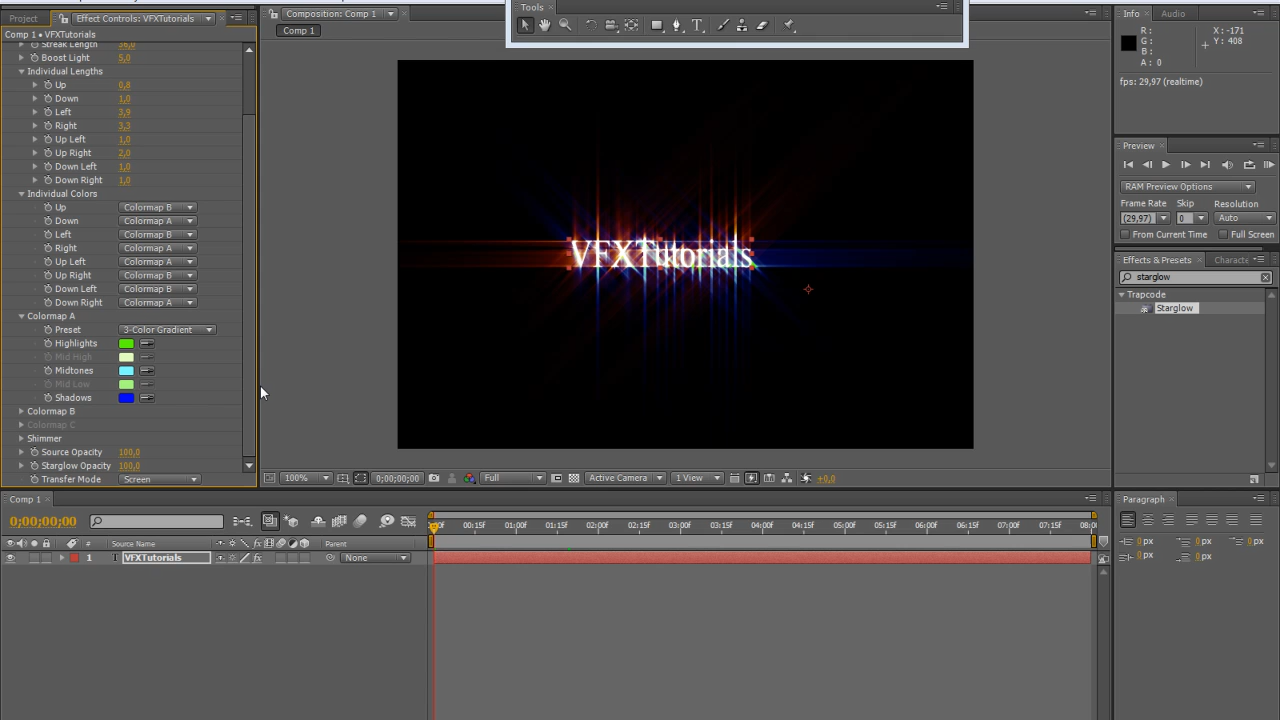 Project
Effect Controls: VFXTutorials
Comp 1 • VFXTutorials
Streak Length 56,0
Boost Light 5,0
Individual Lengths
Up 0,8
Down 1,0
Left 3,9
Right 3,3
Up Left 1,0
Up Right 2,0
Down Left 1,0
Down Right 1,0
Individual Colors
Up Colormap B
Down Colormap A
Left Colormap B
Right Colormap A
Up Left Colormap A
Up Right Colormap B
Down Left Colormap B
Down Right Colormap A
Colormap A
Preset 3-Color Gradient
Highlights
Mid High
Midtones
Mid Low
Shadows
Colormap B
Colormap C
Shimmer
Source Opacity 100,0
Starglow Opacity 100,0
Transfer Mode Screen
Composition: Comp 1
Comp 1
Tools
VFXTutorials
100% 0;00;00;00 Full Active Camera 1 View +0,0
Info Audio
R: X: -171
G: Y: 408
B:
A: 0
fps: 29,97 (realtime)
Preview
RAM Preview Options
Frame Rate Skip Resolution
(29,97) 0 Auto
From Current Time Full Screen
Effects & Presets Characte
starglow
Trapcode
Starglow
Comp 1
0;00;00;00
# Source Name Parent
1 T VFXTutorials None
00:15f 01:00f 01:15f 02:00f 02:15f 03:00f 03:15f 04:00f 04:15f 05:00f 05:15f 06:00f 06:15f 07:00f 07:15f
Paragraph
0 px 0 px 0 px
0 px 0 px